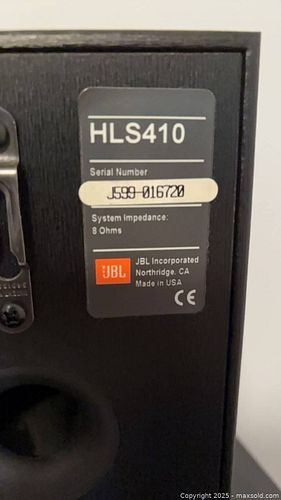 HLS410
Serial Number
J599-016720
System Impedance:
8 Ohms
JBL
JBL Incorporated
Northridge, CA
Made in USA
CE
Copyright © 2025 - maxsold.com